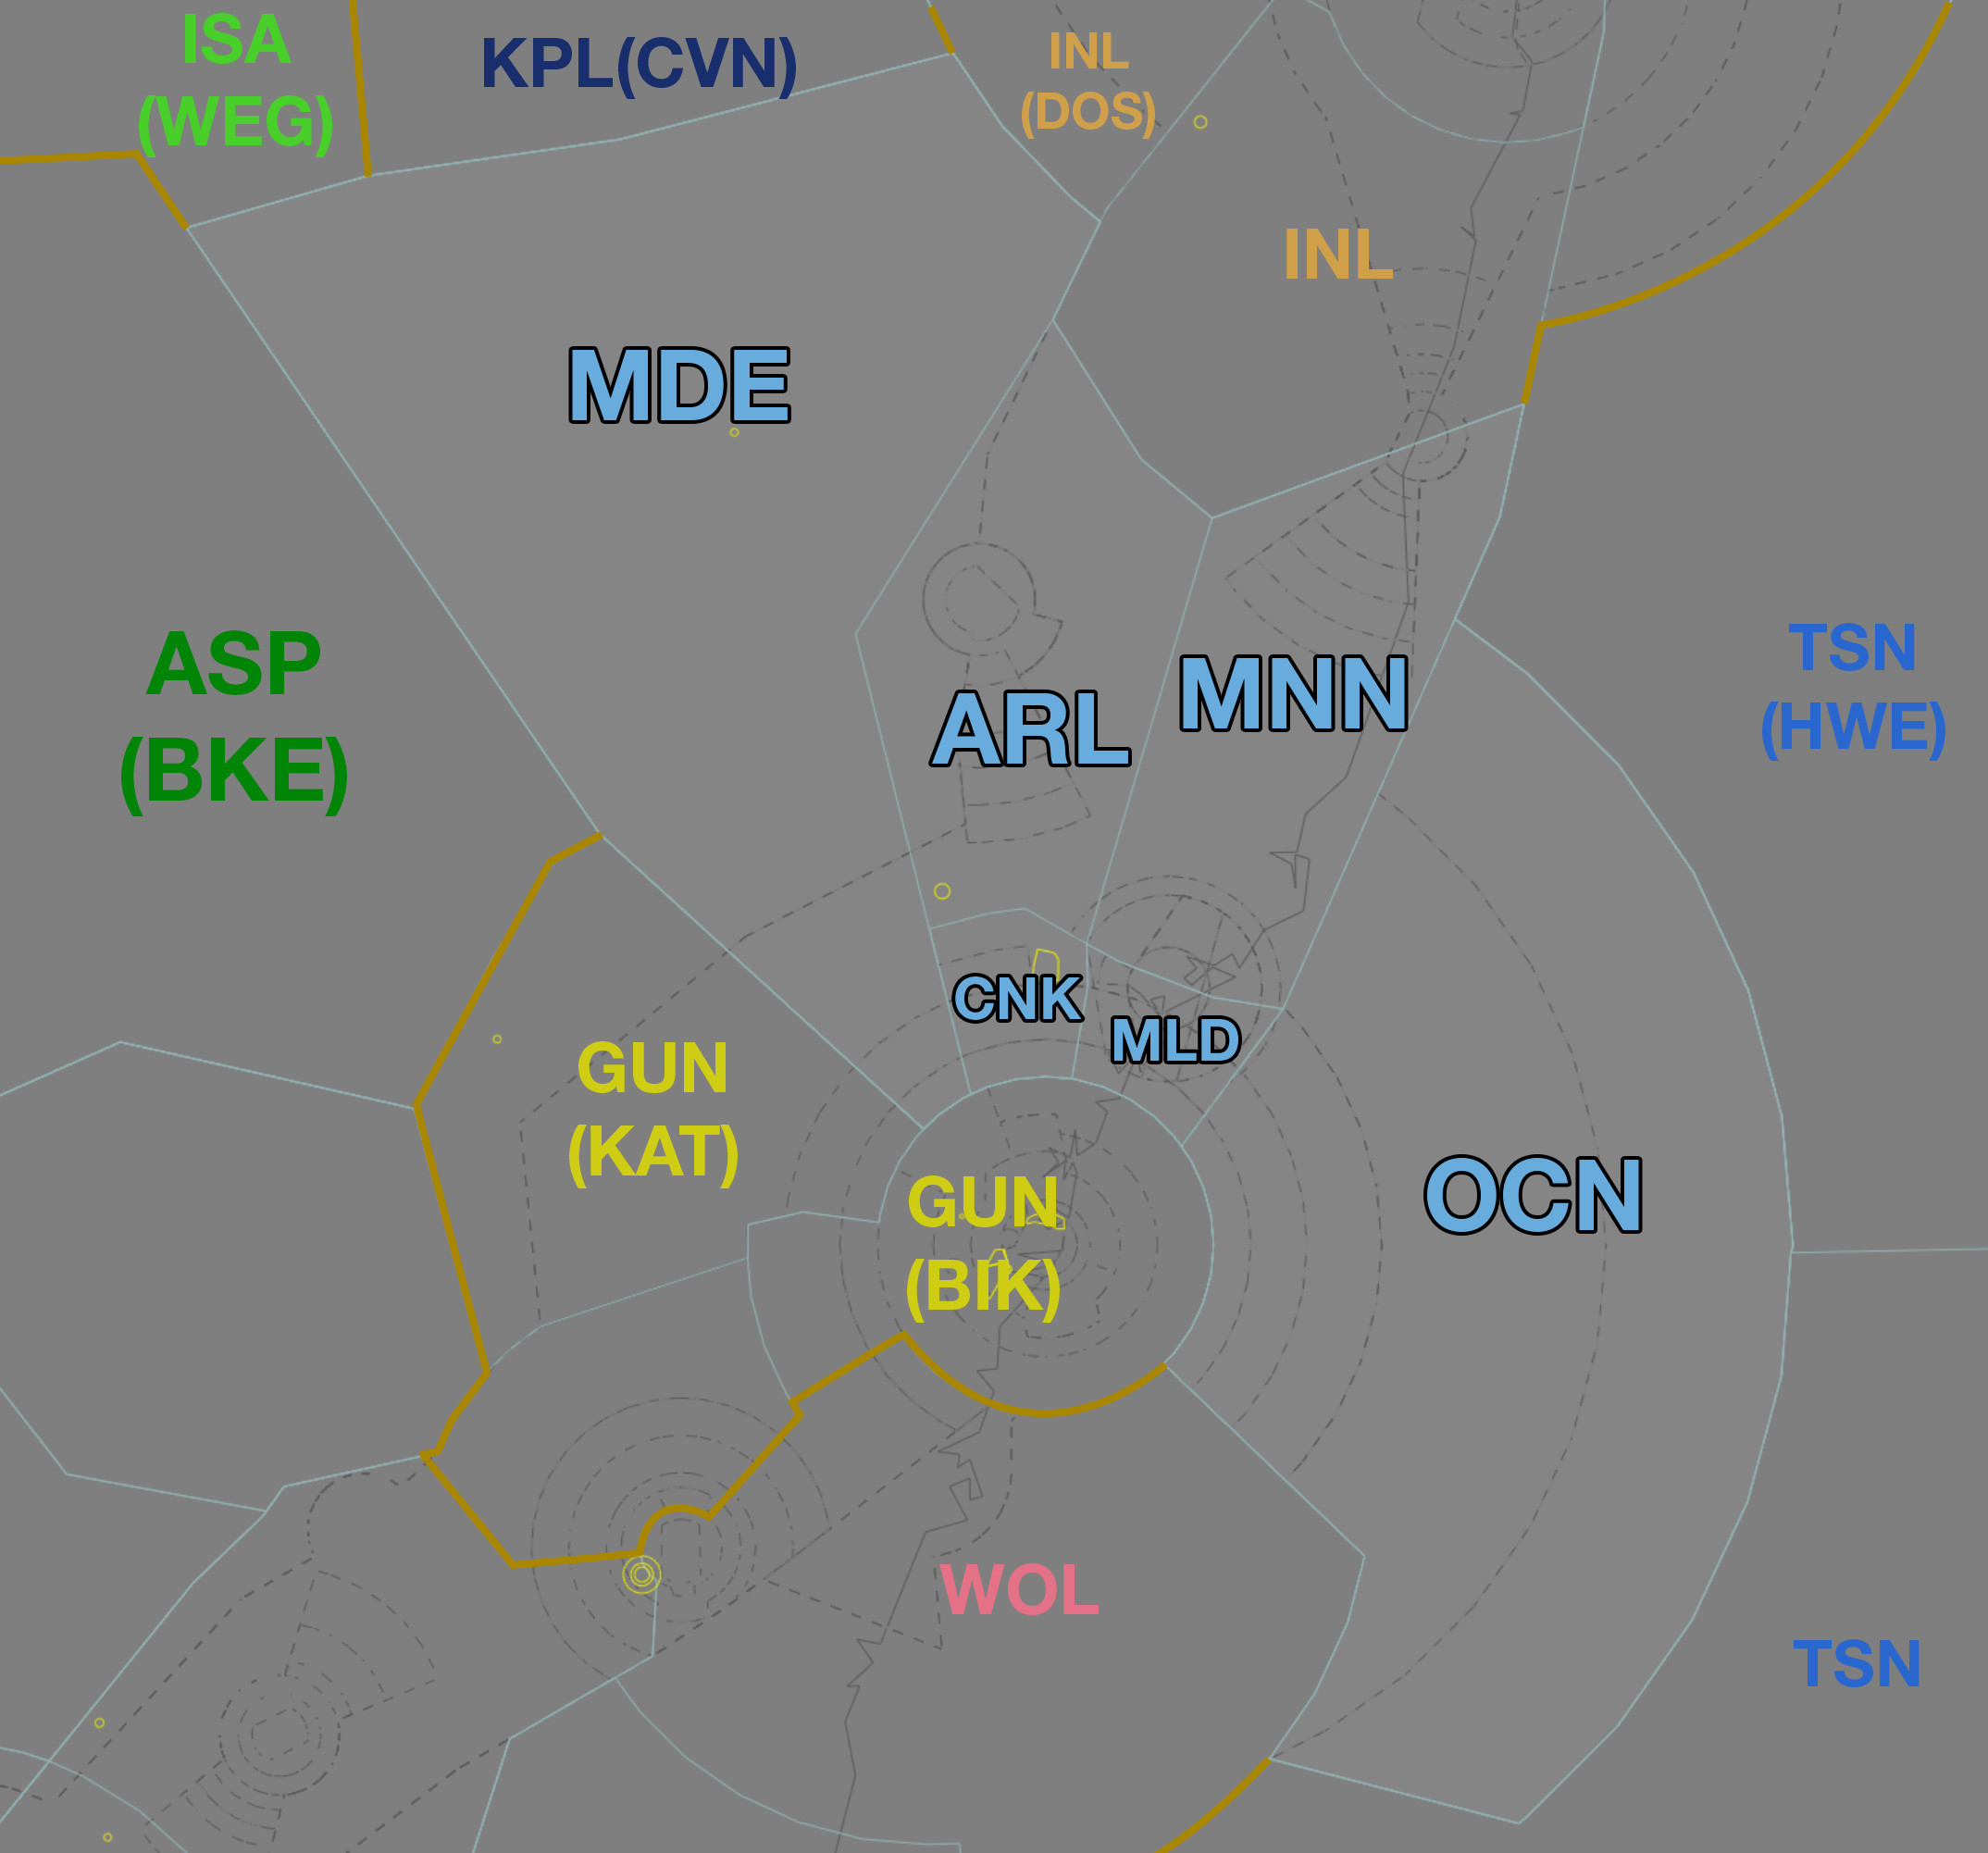 ISA
(WEG)
KPL(CVN)
INL
(DOS)
INL
MDE
ASP
(BKE)
ARL
MNN
TSN
(HWE)
CNK
MLD
GUN
(KAT)
GUN
(BIK)
OCN
WOL
TSN